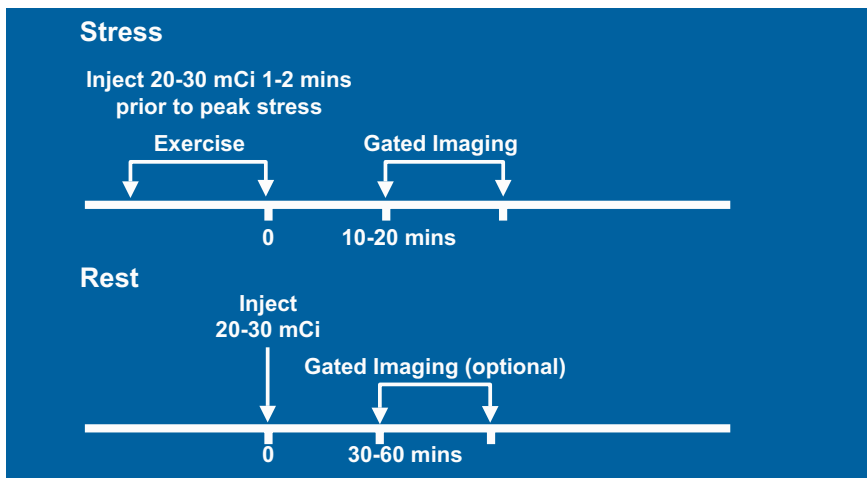 Stress
Inject 20-30 mCi 1-2 mins
prior to peak stress
Exercise
Gated Imaging
0
10-20 mins
Rest
Inject
20-30 mCi
Gated Imaging (optional)
0
30-60 mins